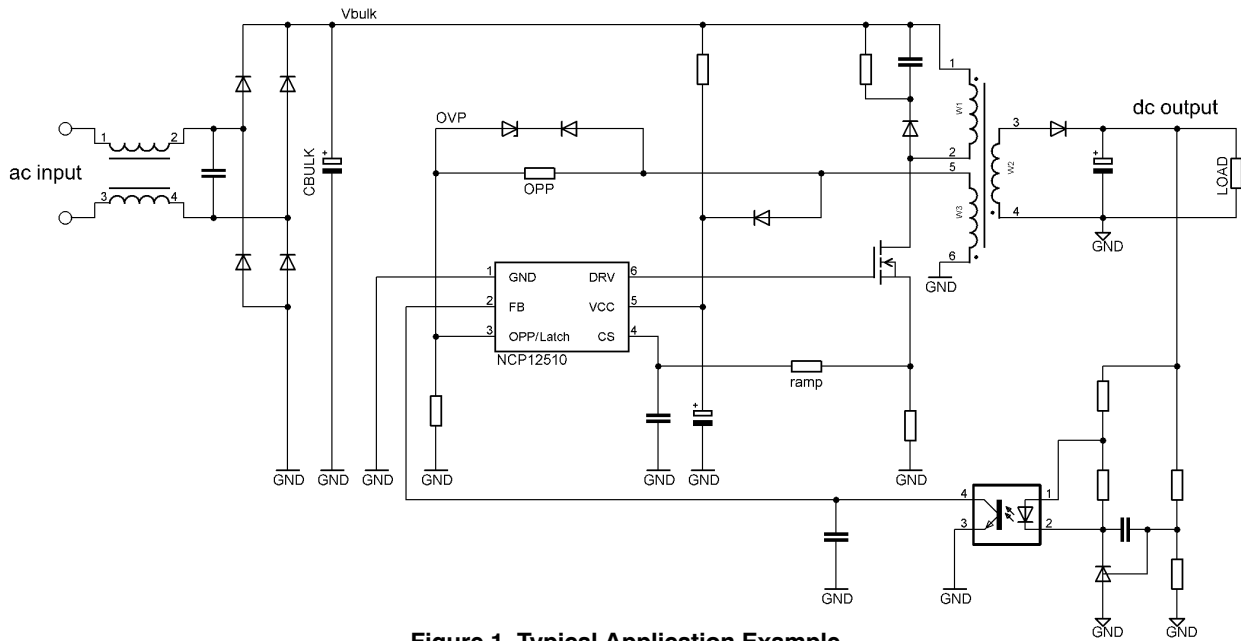 Vbulk
1
OVP
W1
dc output
1
2
3
ac input
CBULK
+
OPP
2
5
W2
+
LOAD
3
4
W3
4
GND
6
GND
1
GND
DRV
6
2
FB
VCC
5
3
OPP/Latch
CS
4
NCP12510
ramp
+
GND
GND
GND
GND
GND
GND
GND
4
1
3
2
GND
GND
GND
GND
Figure 1. Typical Application Example